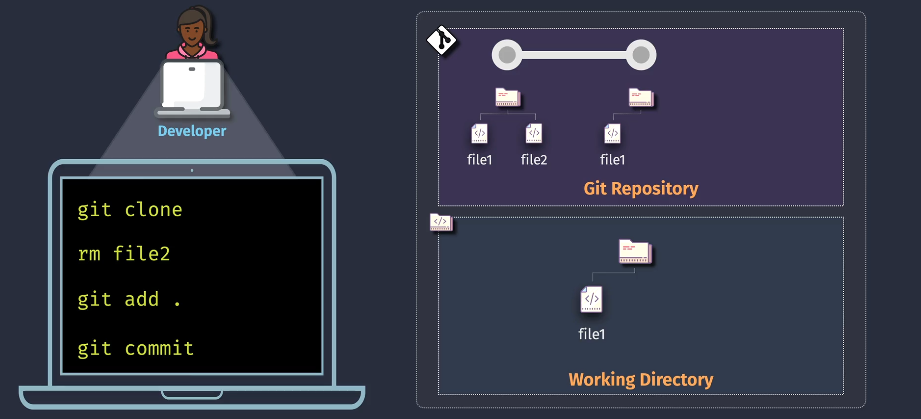 Developer
git clone
rm file2
git add .
git commit
file1
file2
file1
Git Repository
file1
Working Directory